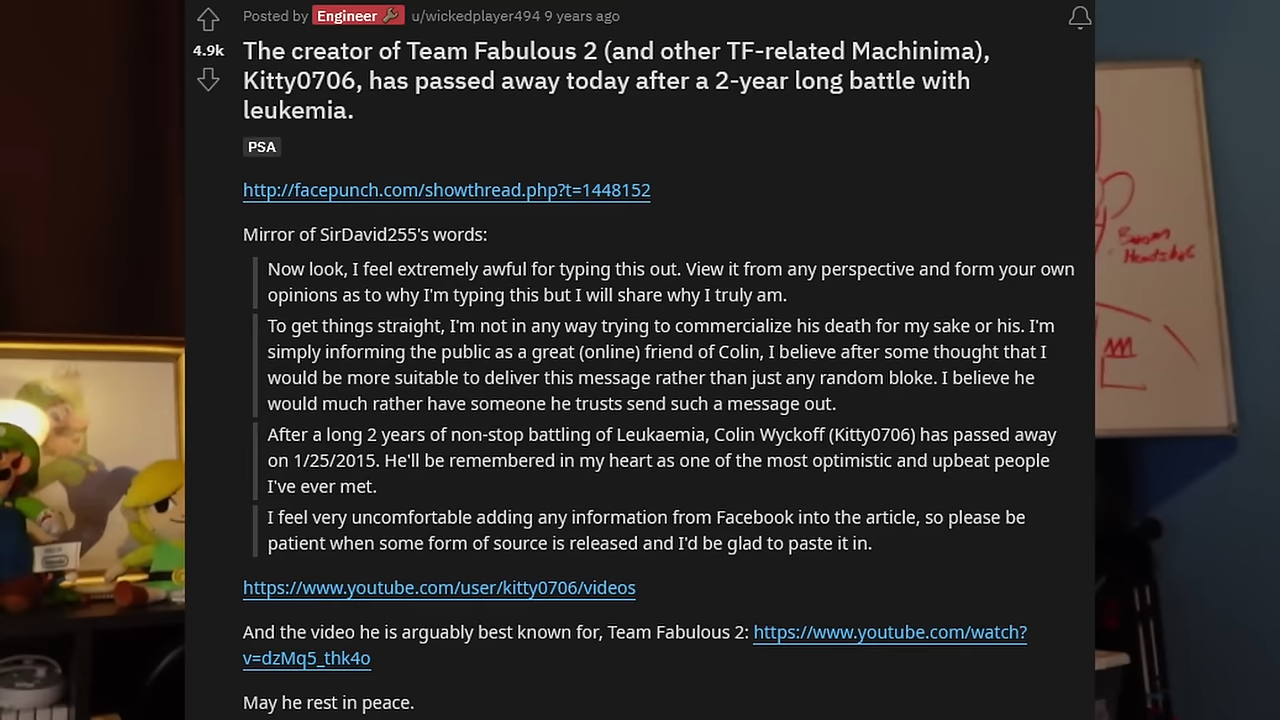 Posted by Engineer u/wickedplayer494 9 years ago
4.9k
The creator of Team Fabulous 2 (and other TF-related Machinima),
Kitty0706, has passed away today after a 2-year long battle with
leukemia.
PSA
http://facepunch.com/showthread.php?t=1448152
Mirror of SirDavid255's words:
Now look, I feel extremely awful for typing this out. View it from any perspective and form your own
opinions as to why I'm typing this but I will share why I truly am.
To get things straight, I'm not in any way trying to commercialize his death for my sake or his. I'm
simply informing the public as a great (online) friend of Colin, I believe after some thought that I
would be more suitable to deliver this message rather than just any random bloke. I believe he
would much rather have someone he trusts send such a message out.
After a long 2 years of non-stop battling of Leukaemia, Colin Wyckoff (Kitty0706) has passed away
on 1/25/2015. He'll be remembered in my heart as one of the most optimistic and upbeat people
I've ever met.
I feel very uncomfortable adding any information from Facebook into the article, so please be
patient when some form of source is released and I'd be glad to paste it in.
https://www.youtube.com/user/kitty0706/videos
And the video he is arguably best known for, Team Fabulous 2: https://www.youtube.com/watch?
v=dzMq5_thk4o
May he rest in peace.